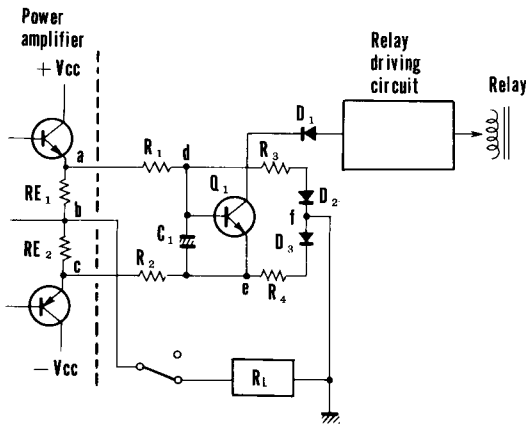 Power
amplifier
+ Vcc
Relay
driving
circuit
Relay
D1
a
R1
d
R3
RE1
Q1
D2
b
f
C1
D3
RE2
R2
c
e
R4
− Vcc
RL